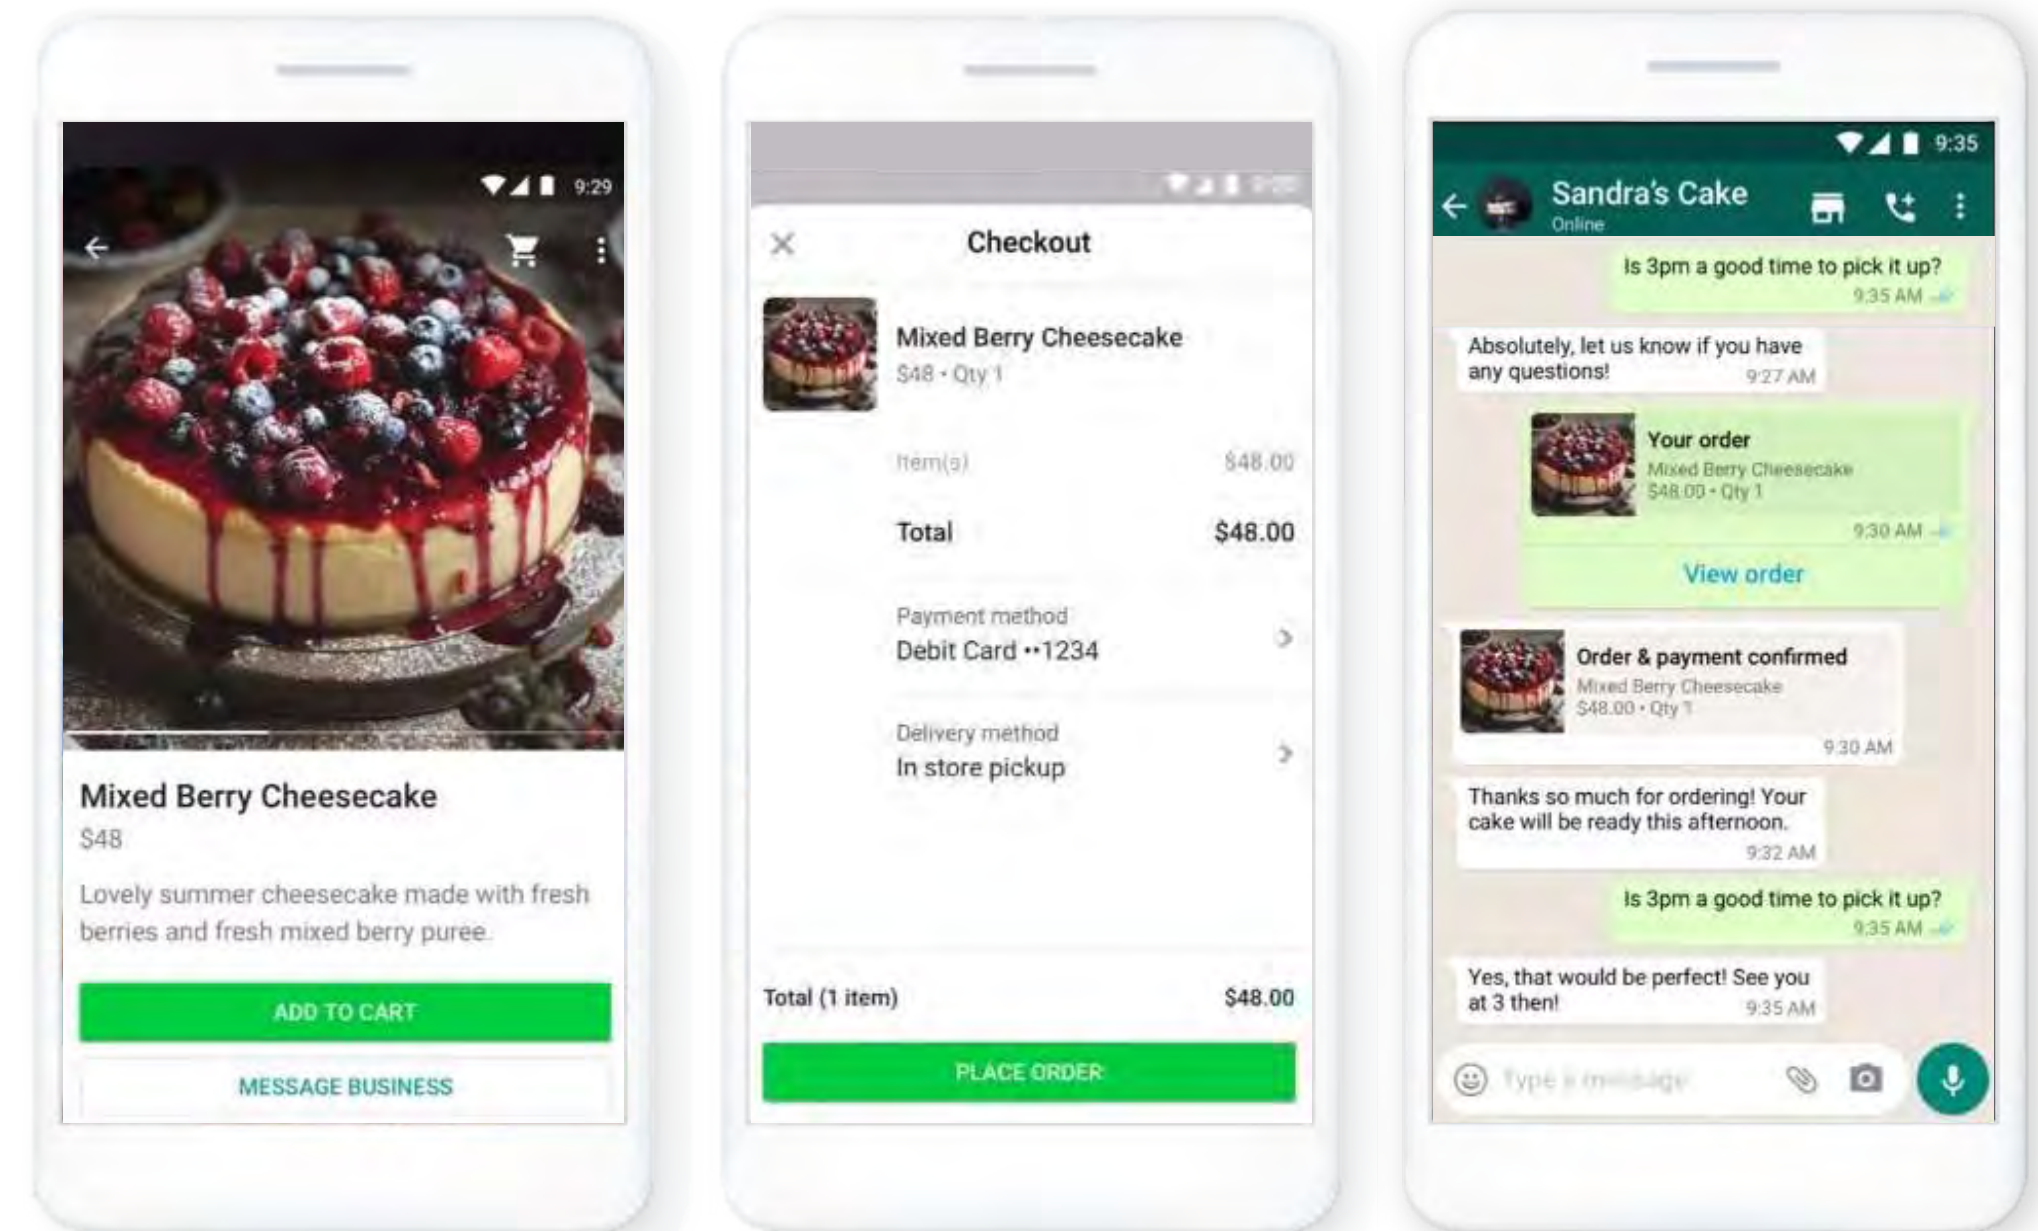 9:29
Mixed Berry Cheesecake
$48
Lovely summer cheesecake made with fresh
berries and fresh mixed berry puree.
ADD TO CART
MESSAGE BUSINESS
Checkout
Mixed Berry Cheesecake
$48 • Qty 1
Item(s) $48.00
Total $48.00
Payment method
Debit Card ••1234
Delivery method
In store pickup
Total (1 item) $48.00
PLACE ORDER
9:35
Sandra's Cake
Online
Is 3pm a good time to pick it up?
9:35 AM
Absolutely, let us know if you have
any questions! 9:27 AM
Your order
Mixed Berry Cheesecake
$48.00 • Qty 1
9:30 AM
View order
Order & payment confirmed
Mixed Berry Cheesecake
$48.00 • Qty 1
9:30 AM
Thanks so much for ordering! Your
cake will be ready this afternoon.
9:32 AM
Is 3pm a good time to pick it up?
9:35 AM
Yes, that would be perfect! See you
at 3 then! 9:35 AM
Type a message